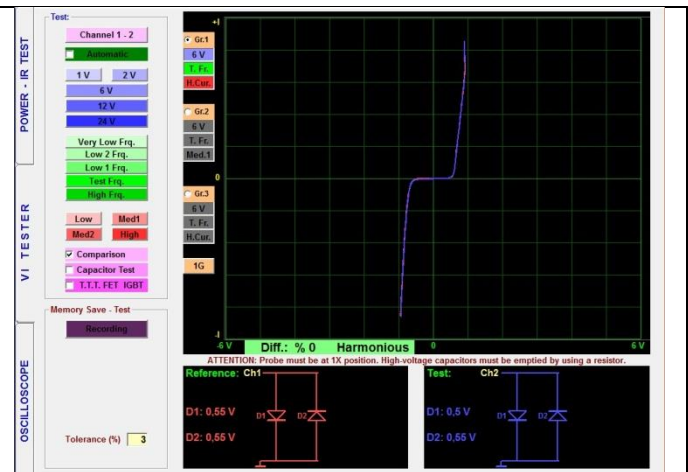 POWER - IR TEST
VI TESTER
OSCILLOSCOPE
Test:
Channel 1 - 2
Automatic
1 V 2 V
6 V
12 V
24 V
Very Low Frq.
Low 2 Frq.
Low 1 Frq.
Test Frq.
High Frq.
Low Med1
Med2 High
Comparison
Capacitor Test
T.T.T. FET IGBT
Memory Save - Test
Recording
Tolerance (%) 3
+I
Gr.1
6 V
T. Fr.
H.Cur.
Gr.2
6 V
T. Fr.
Med.1
0
Gr.3
6 V
T. Fr.
H.Cur.
1G
-I
-6 V Diff.: % 0 Harmonious 0 6 V
ATTENTION: Probe must be at 1X position. High-voltage capacitors must be emptied by using a resistor.
Reference: Ch1
D1: 0,55 V D1 D2
D2: 0,55 V
Test: Ch2
D1: 0,5 V D1 D2
D2: 0,55 V